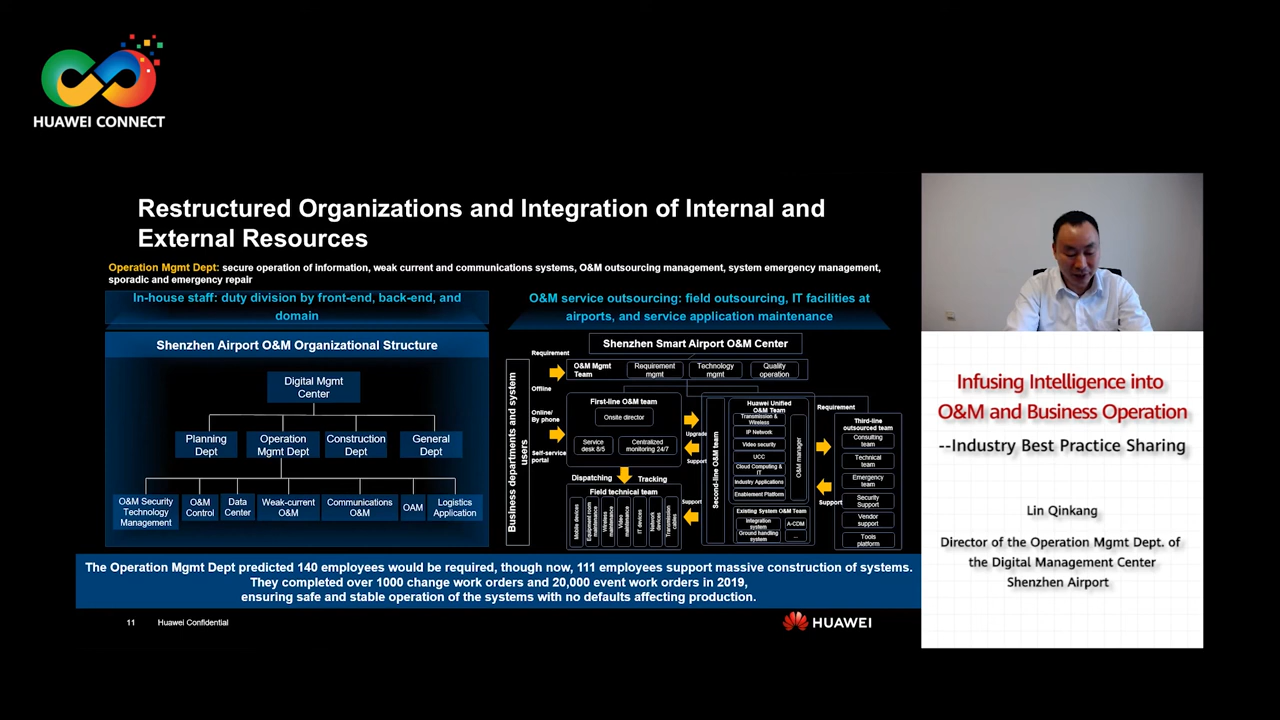 HUAWEI CONNECT
Restructured Organizations and Integration of Internal and
External Resources
Operation Mgmt Dept: secure operation of information, weak current and communications systems, O&M outsourcing management, system emergency management,
sporadic and emergency repair
In-house staff: duty division by front-end, back-end, and
domain
Shenzhen Airport O&M Organizational Structure
Digital Mgmt
Center
Planning
Dept
Operation
Mgmt Dept
Construction
Dept
General
Dept
O&M Security
Technology
Management
O&M
Control
Data
Center
Weak-current
O&M
Communications
O&M
OAM
Logistics
Application
O&M service outsourcing: field outsourcing, IT facilities at
airports, and service application maintenance
Shenzhen Smart Airport O&M Center
Business departments and system
users
Requirement
Offline
Online/
By phone
Self-service
portal
O&M Mgmt
Team
Requirement
mgmt
Technology
mgmt
Quality
operation
First-line O&M team
Onsite director
Service
desk 8/5
Centralized
monitoring 24/7
Dispatching
Tracking
Field technical team
Mobile devices
Equipment room
maintenance
Wireless
maintenance
Video
maintenance
IT devices
Network
devices
Transmission
cables
Upgrade
Support
Support
Second-line O&M team
Huawei Unified
O&M Team
Transmission &
Wireless
IP Network
Video security
UCC
Cloud Computing &
IT
Industry Applications
Enablement Platform
O&M manager
Existing System O&M Team
Integration
system
A-CDM
Ground handling
system
...
Requirement
Support
Third-line
outsourced team
Consulting
team
Technical
team
Emergency
team
Security
Support
Vendor
support
Tools
platform
The Operation Mgmt Dept predicted 140 employees would be required, though now, 111 employees support massive construction of systems.
They completed over 1000 change work orders and 20,000 event work orders in 2019,
ensuring safe and stable operation of the systems with no defaults affecting production.
11
Huawei Confidential
HUAWEI
Infusing Intelligence into
O&M and Business Operation
--Industry Best Practice Sharing
Lin Qinkang
Director of the Operation Mgmt Dept. of
the Digital Management Center
Shenzhen Airport